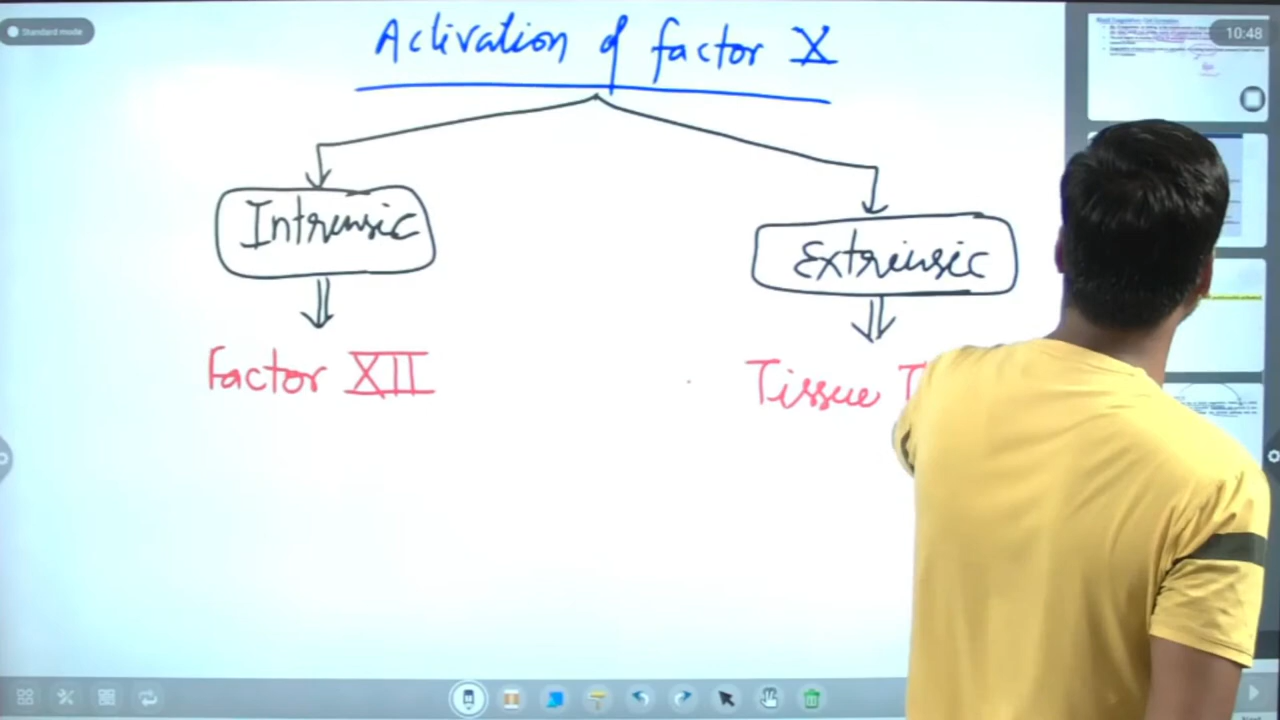 Standard mode
10:48
Activation of factor X
Intrinsic
Extrinsic
Factor XII
Tissue T